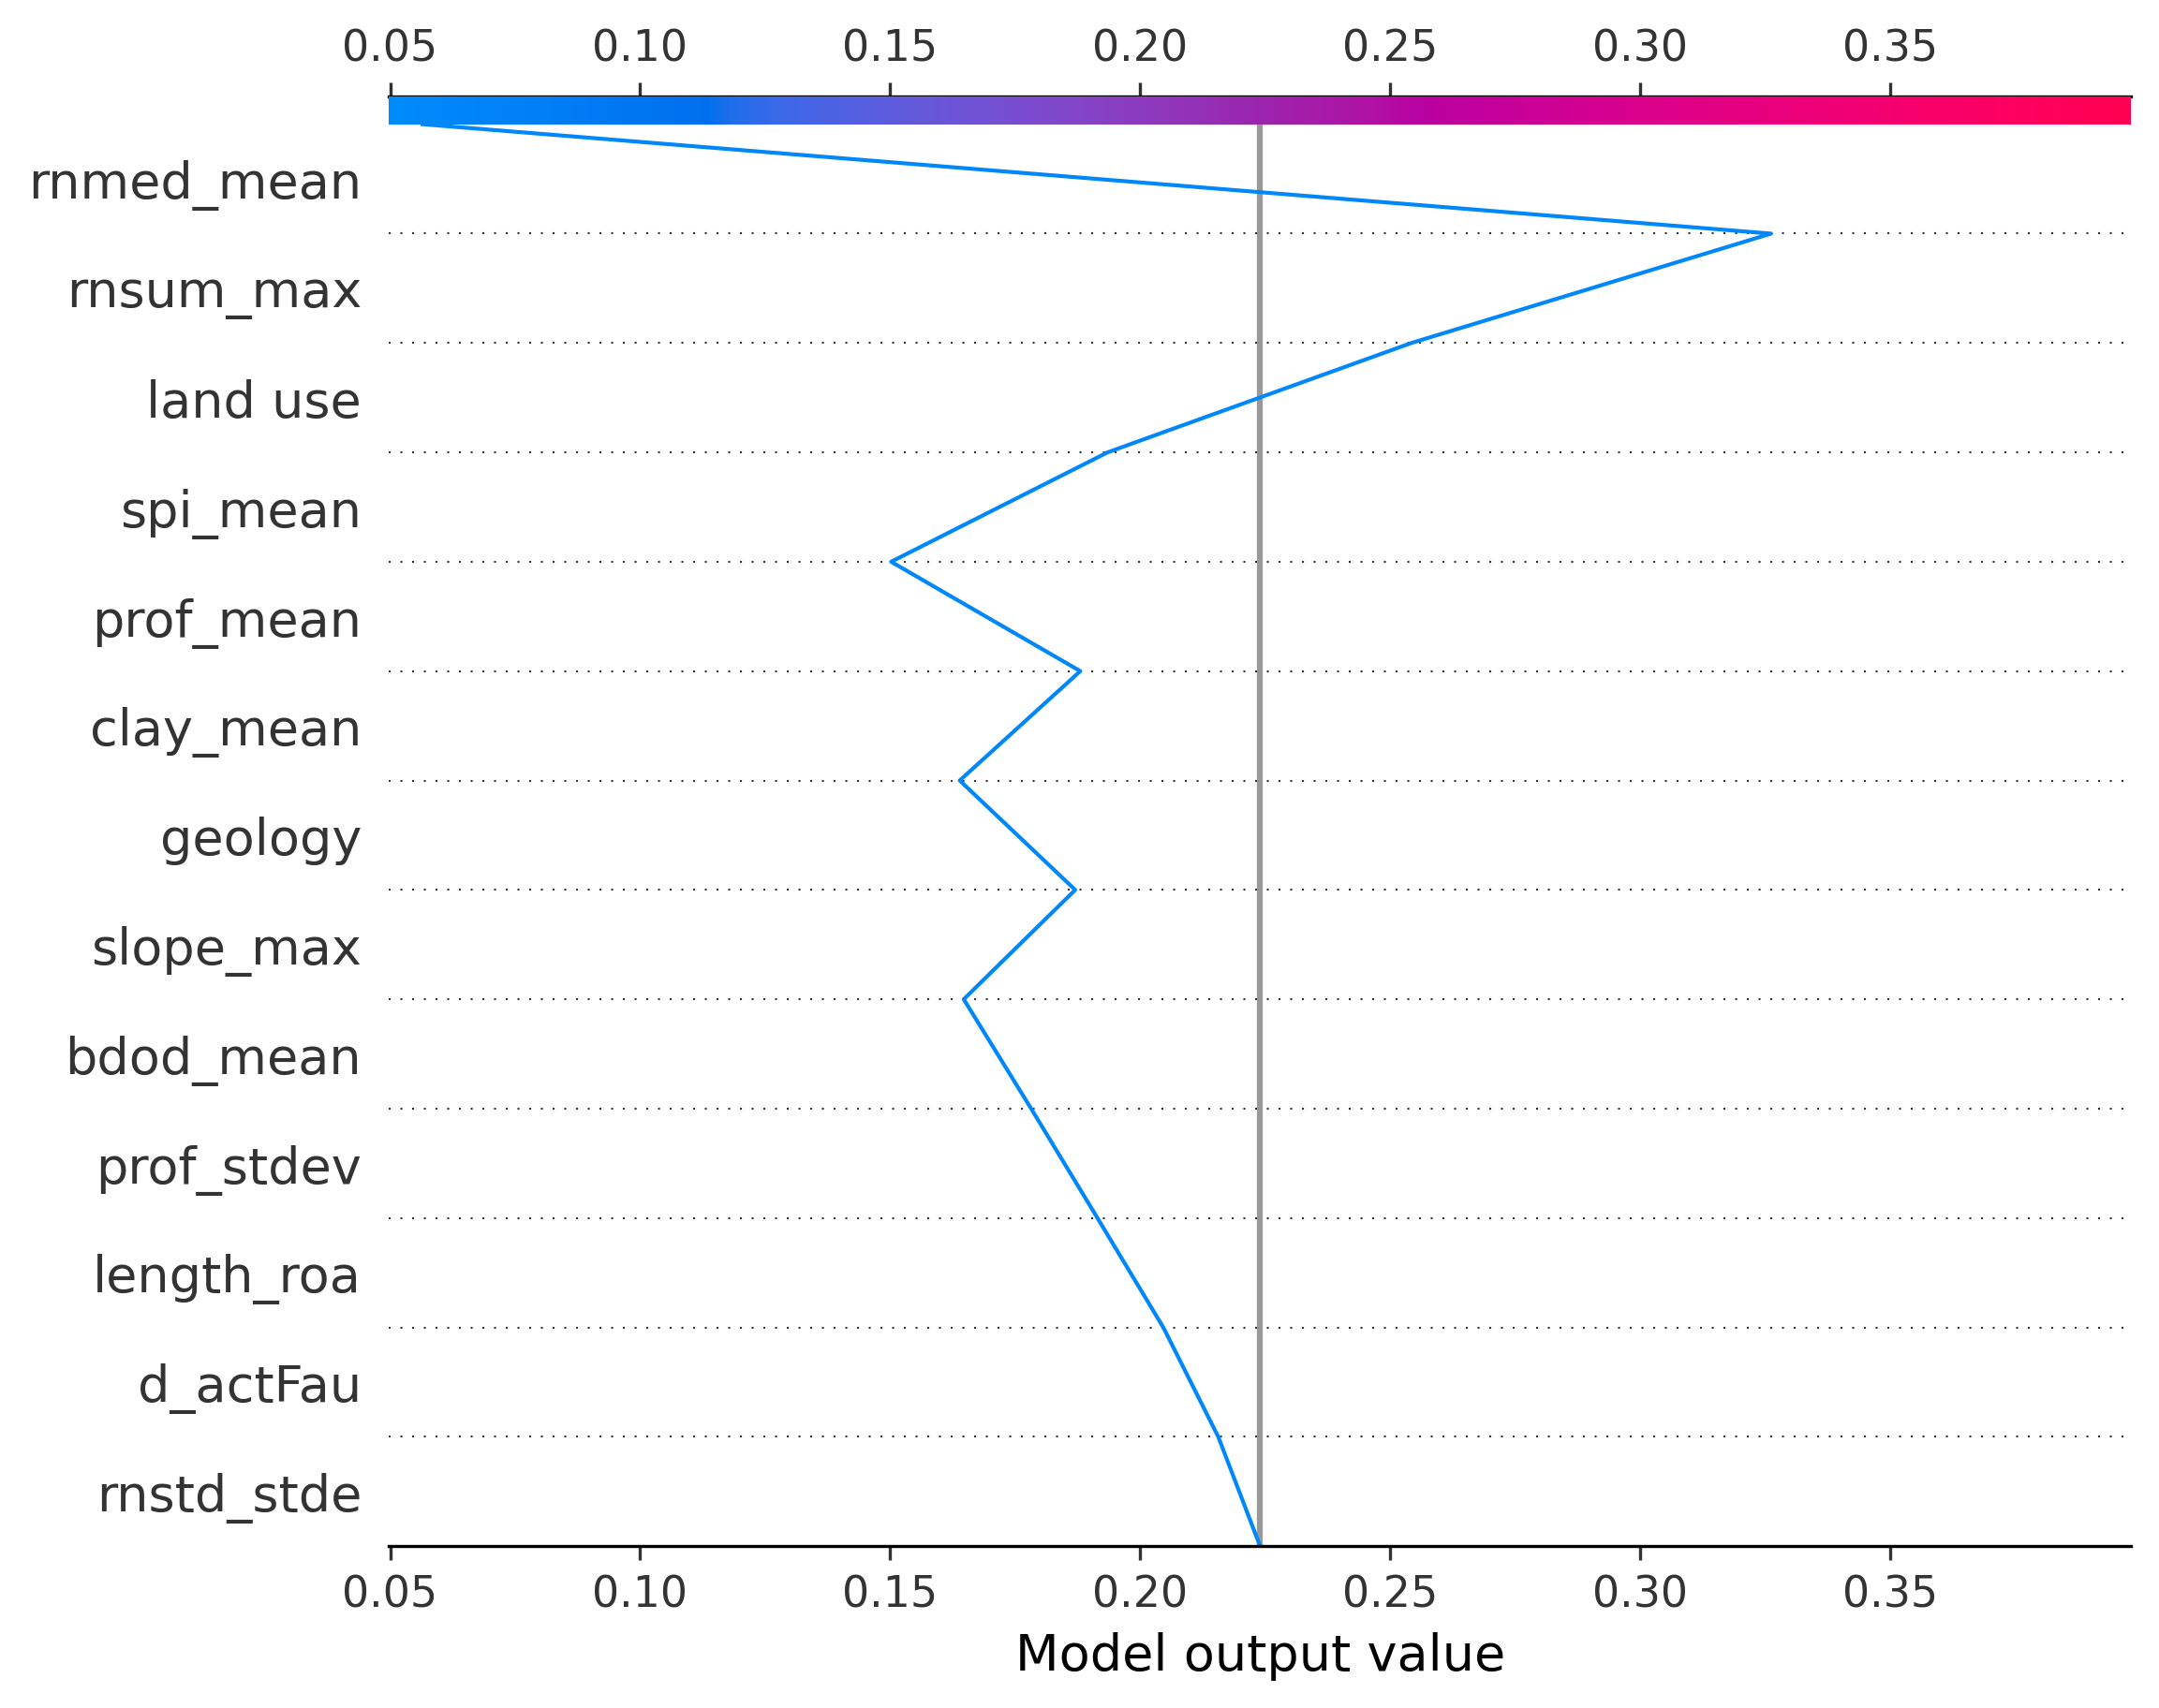 0.05 0.10 0.15 0.20 0.25 0.30 0.35
rnmed_mean
rnsum_max
land use
spi_mean
prof_mean
clay_mean
geology
slope_max
bdod_mean
prof_stdev
length_roa
d_actFau
rnstd_stde
0.05 0.10 0.15 0.20 0.25 0.30 0.35
Model output value